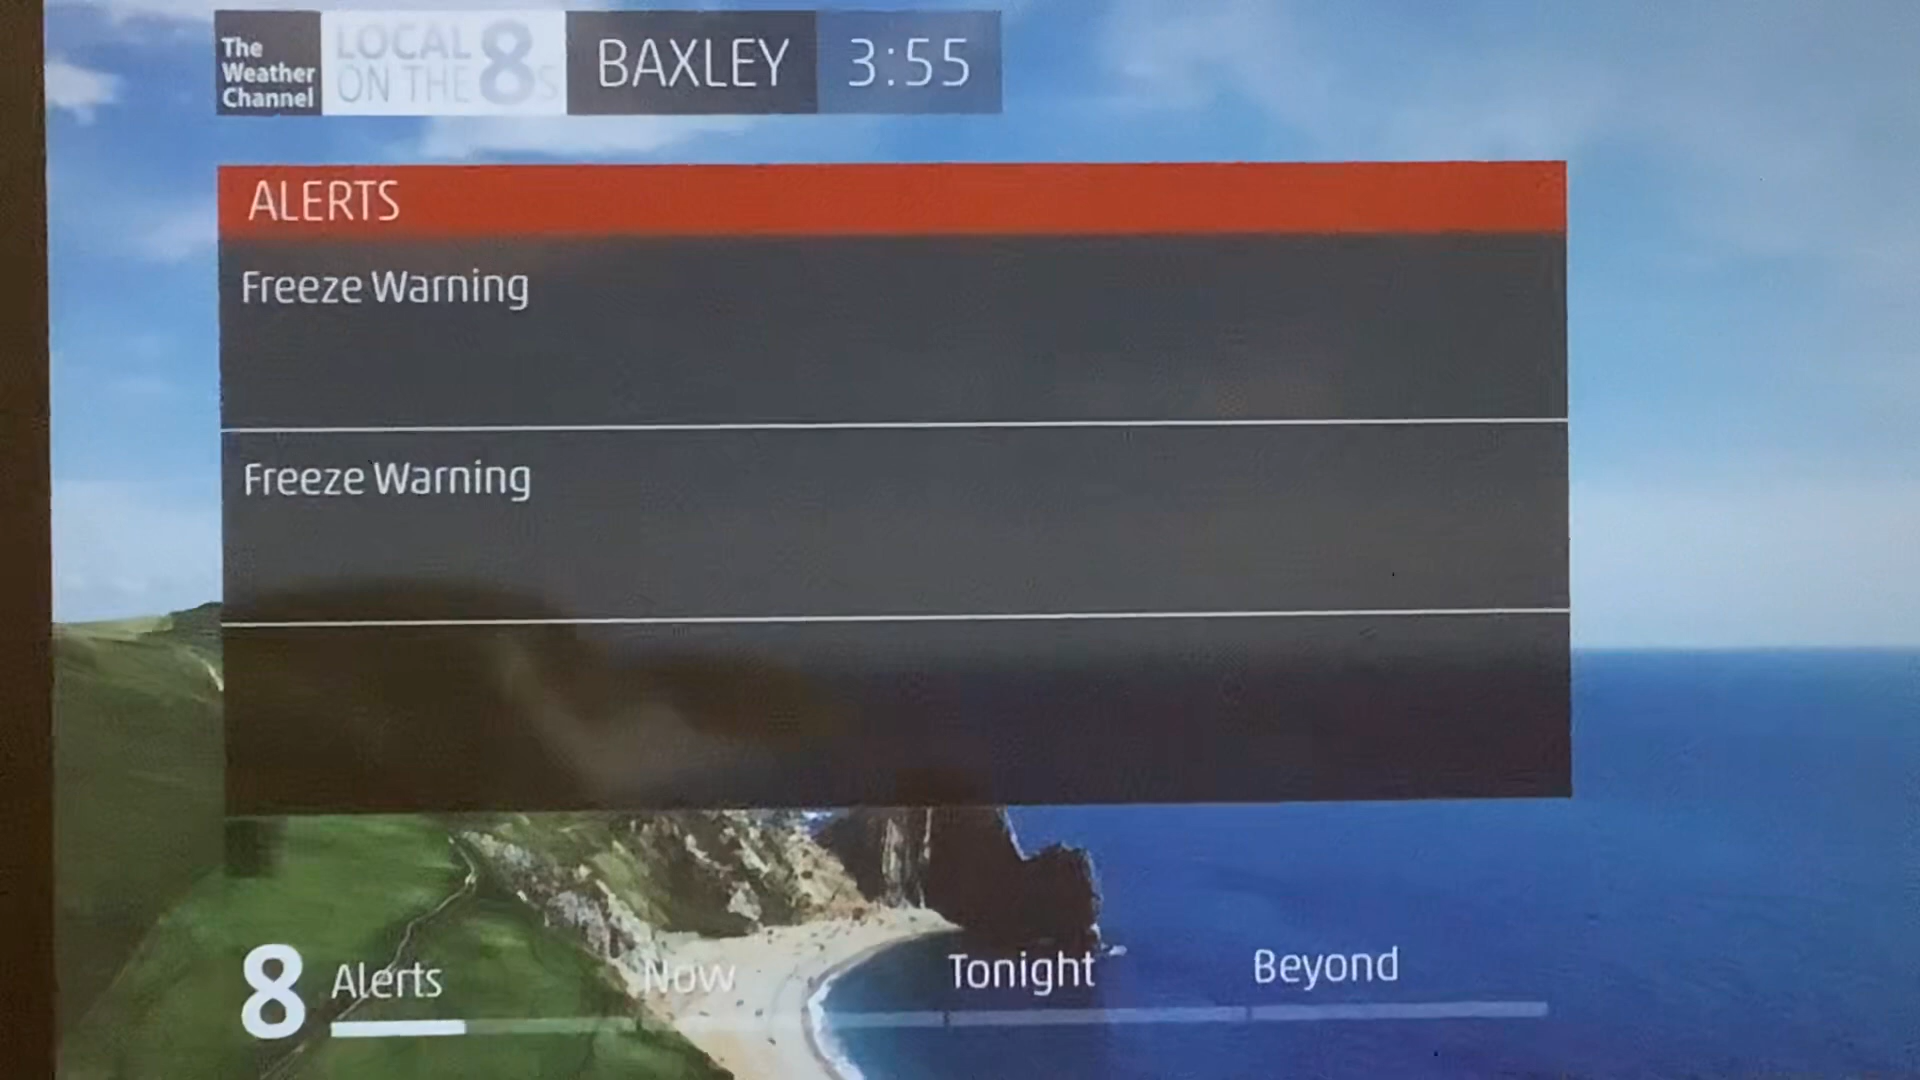 The
Weather
Channel
LOCAL
ON THE 8s
BAXLEY
3:55
ALERTS
Freeze Warning
Freeze Warning
8
Alerts
Now
Tonight
Beyond